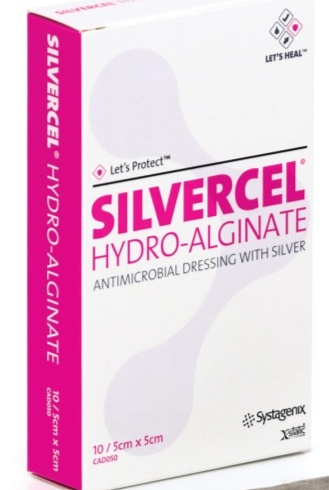 LET'S HEAL™
Let's Protect™
SILVERCEL®
HYDRO-ALGINATE
ANTIMICROBIAL DRESSING WITH SILVER
Systagenix
10 / 5cm x 5cm
CAD050
SILVERCEL® HYDRO-ALGINATE
10 / 5cm x 5cm
CAD050